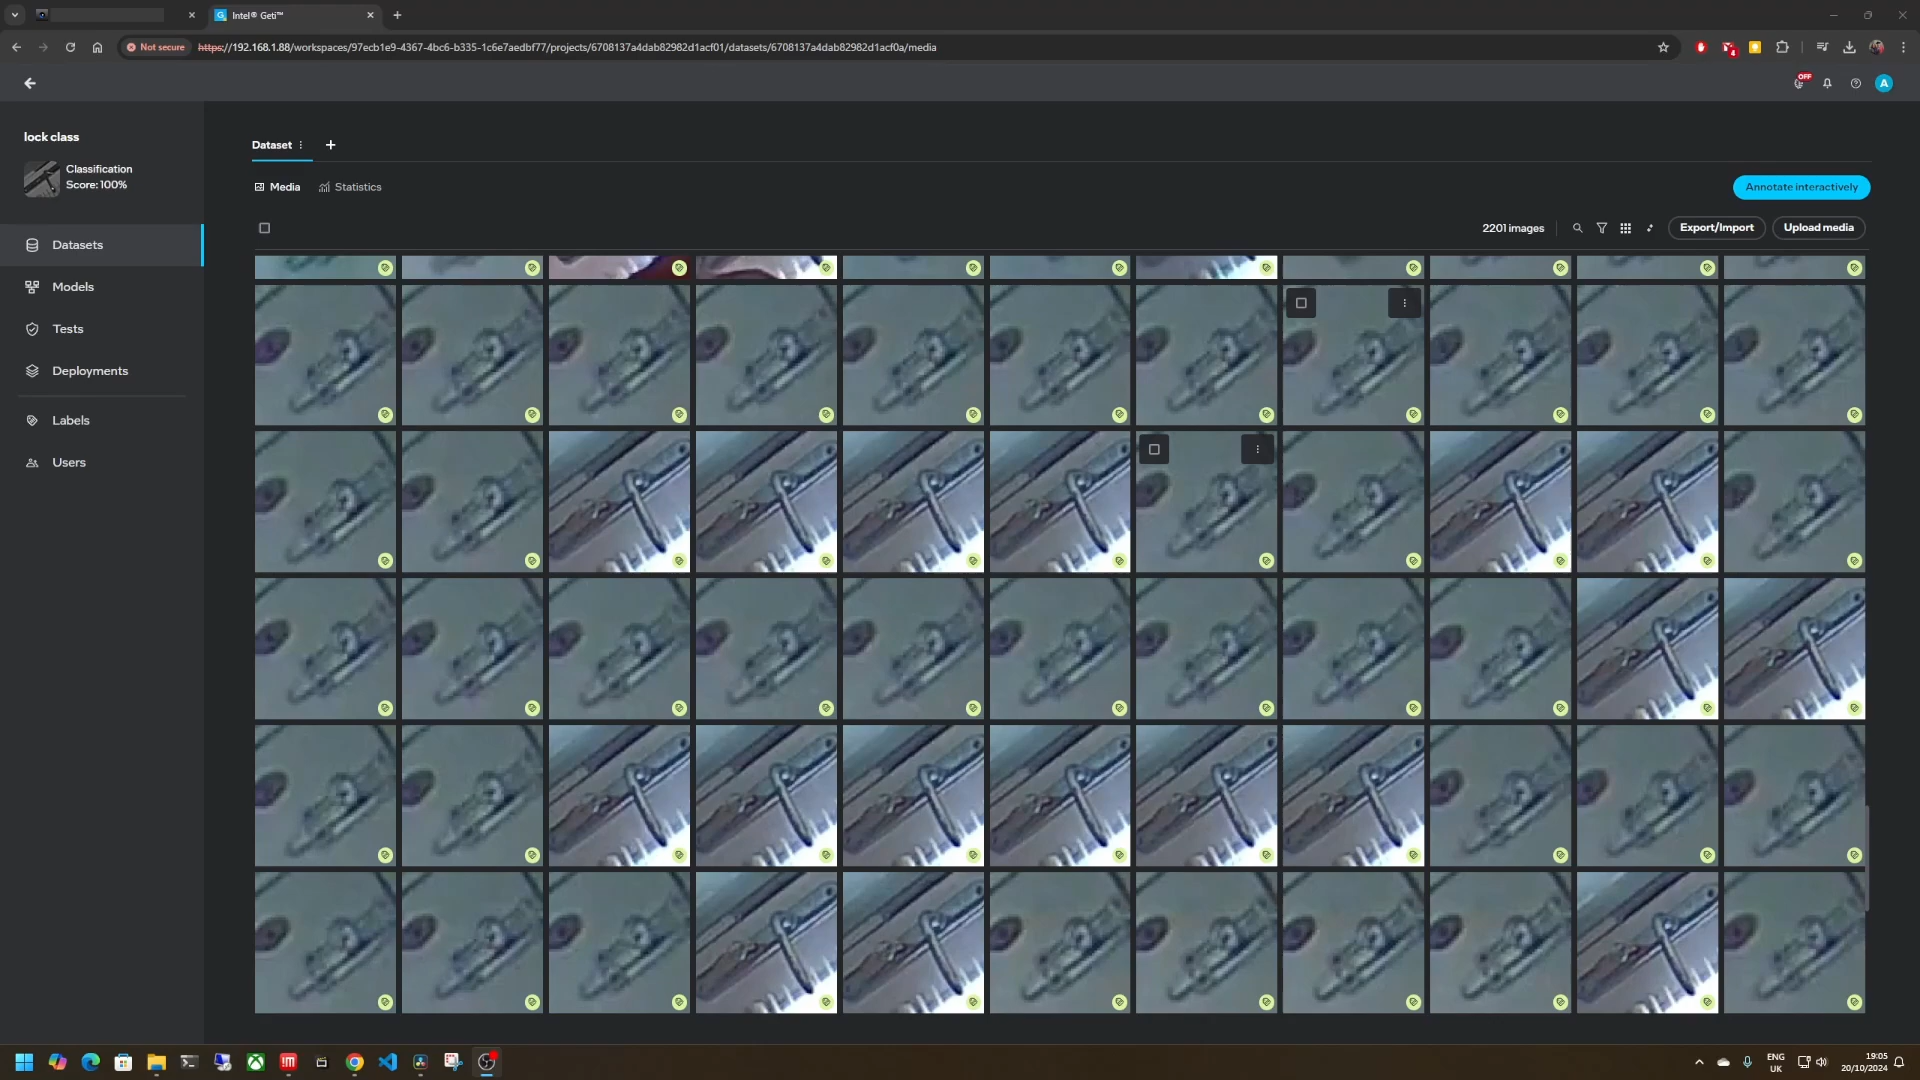 Intel® Geti™
Not secure
https://192.168.1.88/workspaces/97ecb1e9-4367-4bc6-b335-1c6e7aedbf77/projects/6708137a4dab82982d1acf01/datasets/6708137a4dab82982d1acf0a/media
4
OFF
A
lock class
Classification
Score: 100%
Datasets
Models
Tests
Deployments
Labels
Users
Dataset
Media
Statistics
Annotate interactively
2201 images
Export/Import
Upload media
ENG
UK
19:05
20/10/2024